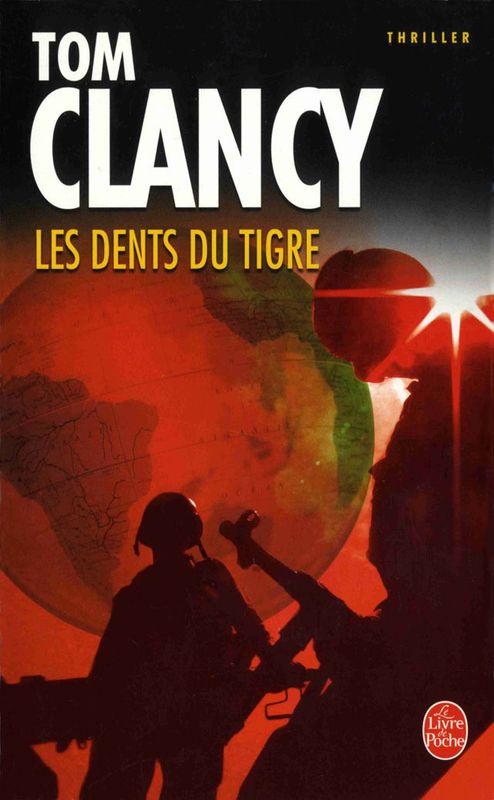 TOM
THRILLER
CLANCY
LES DENTS DU TIGRE
Le
Livre
de
Poche